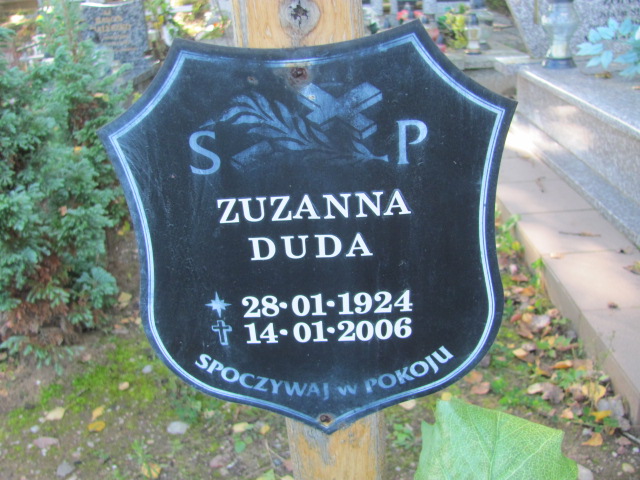 S P
ZUZANNA
DUDA
28•01•1924
14•01•2006
SPOCZYWAJ W POKOJU